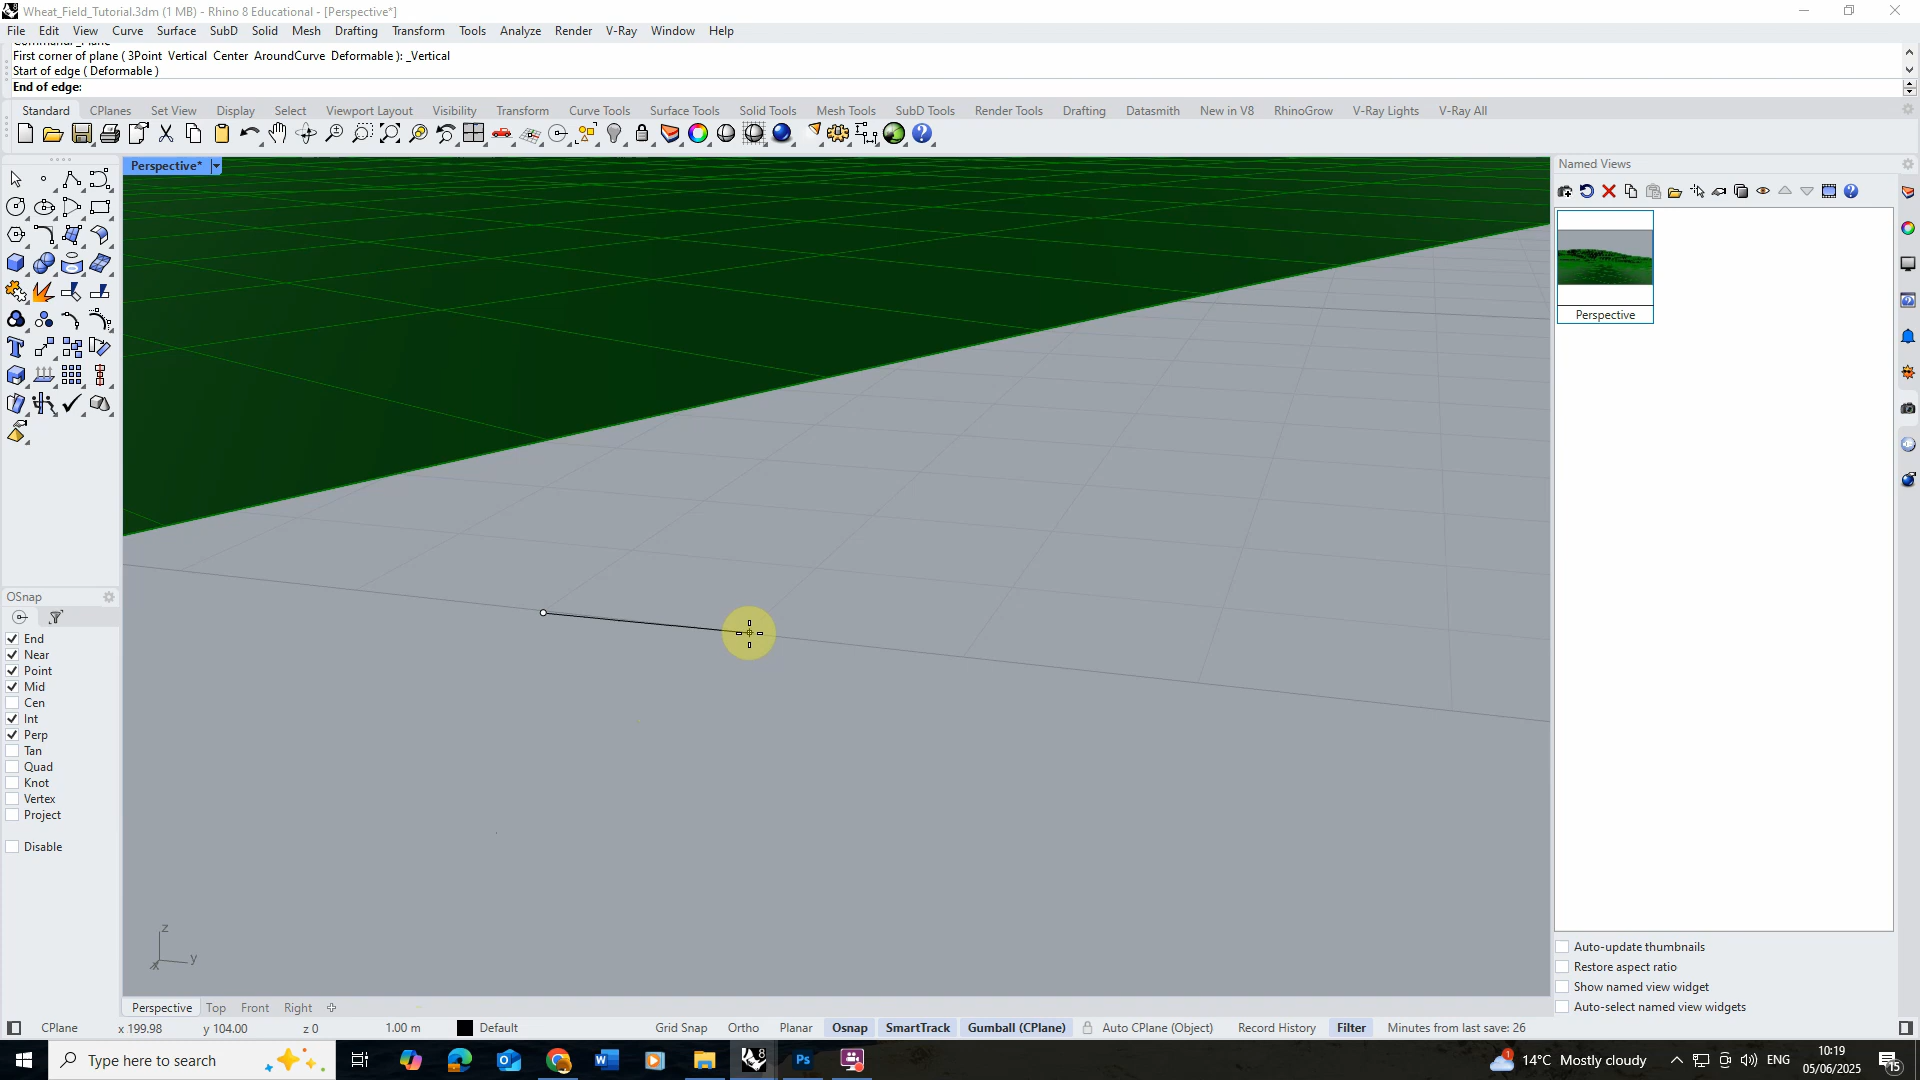 Wheat_Field_Tutorial.3dm (1 MB) - Rhino 8 Educational - [Perspective*]
File Edit View Curve Surface SubD Solid Mesh Drafting Transform Tools Analyze Render V-Ray Window Help
First corner of plane ( 3Point Vertical Center AroundCurve Deformable ): _Vertical
Start of edge ( Deformable )
End of edge:
Standard CPlanes Set View Display Select Viewport Layout Visibility Transform Curve Tools Surface Tools Solid Tools Mesh Tools SubD Tools Render Tools Drafting Datasmith New in V8 RhinoGrow V-Ray Lights V-Ray All
Perspective*
Named Views
Perspective
OSnap
End
Near
Point
Mid
Cen
Int
Perp
Tan
Quad
Knot
Vertex
Project
Disable
z
y
x
Auto-update thumbnails
Restore aspect ratio
Show named view widget
Auto-select named view widgets
Perspective Top Front Right
CPlane x 199.98 y 104.00 z 0 1.00 m Default Grid Snap Ortho Planar Osnap SmartTrack Gumball (CPlane) Auto CPlane (Object) Record History Filter Minutes from last save: 26
Type here to search
14°C Mostly cloudy
ENG
10:19
05/06/2025
15